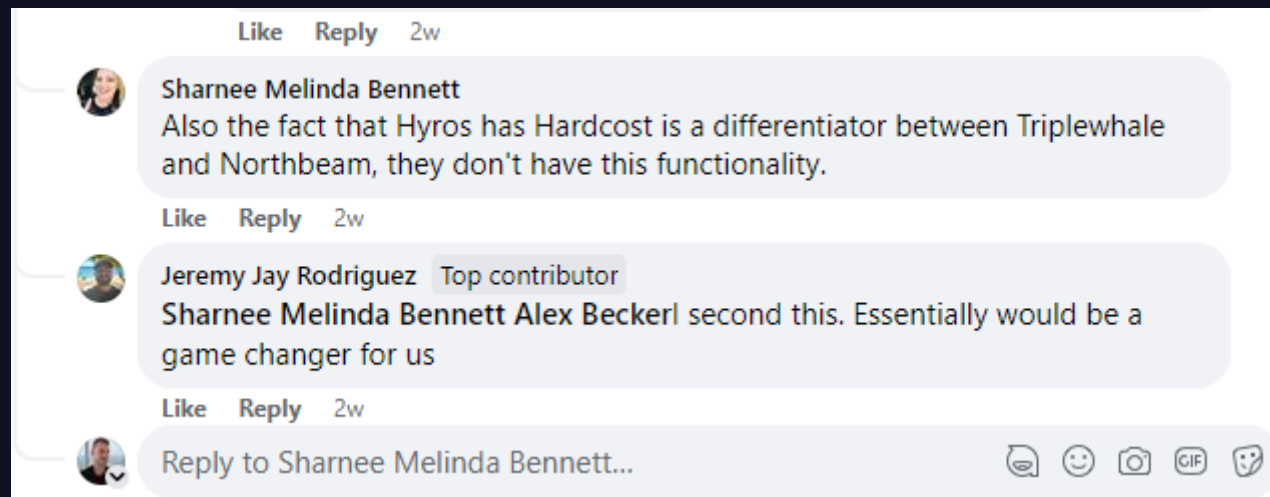 Like Reply 2w
Sharnee Melinda Bennett
Also the fact that Hyros has Hardcost is a differentiator between Triplewhale
and Northbeam, they don't have this functionality.
Like Reply 2w
Jeremy Jay Rodriguez Top contributor
Sharnee Melinda Bennett Alex BeckerI second this. Essentially would be a
game changer for us
Like Reply 2w
Reply to Sharnee Melinda Bennett...
GIF